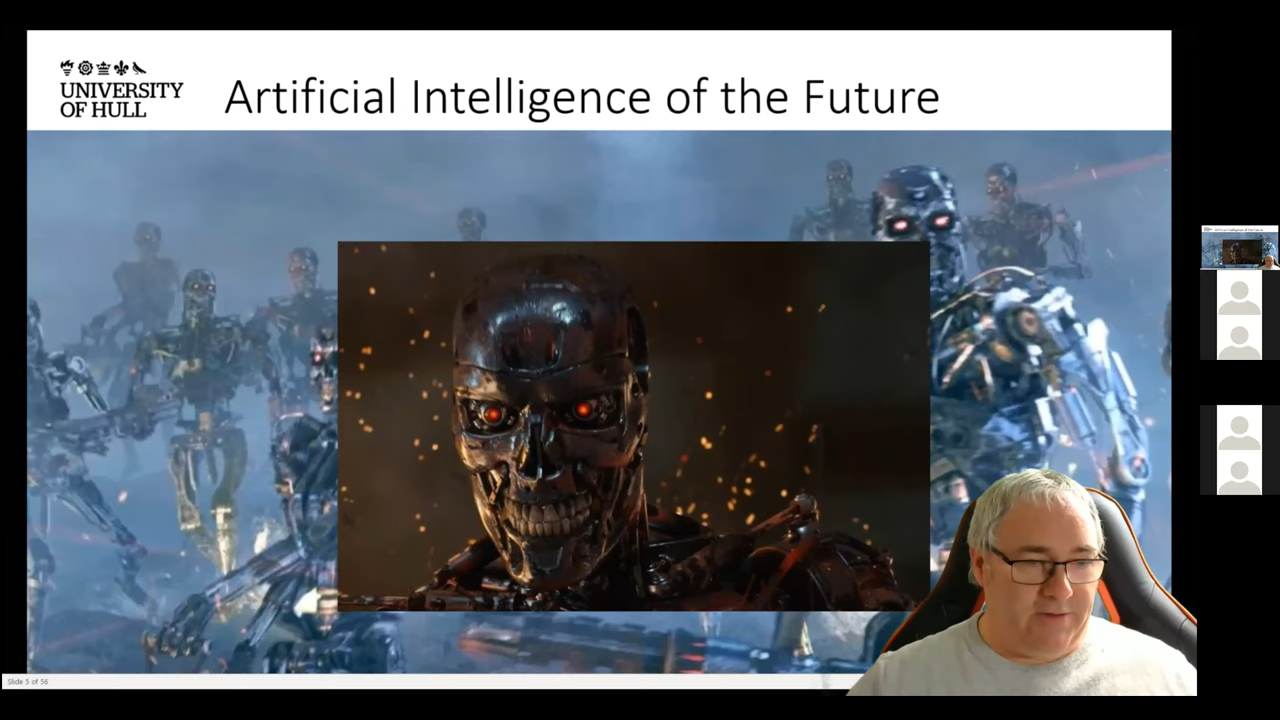 UNIVERSITY
OF HULL
Artificial Intelligence of the Future
Slide 5 of 56